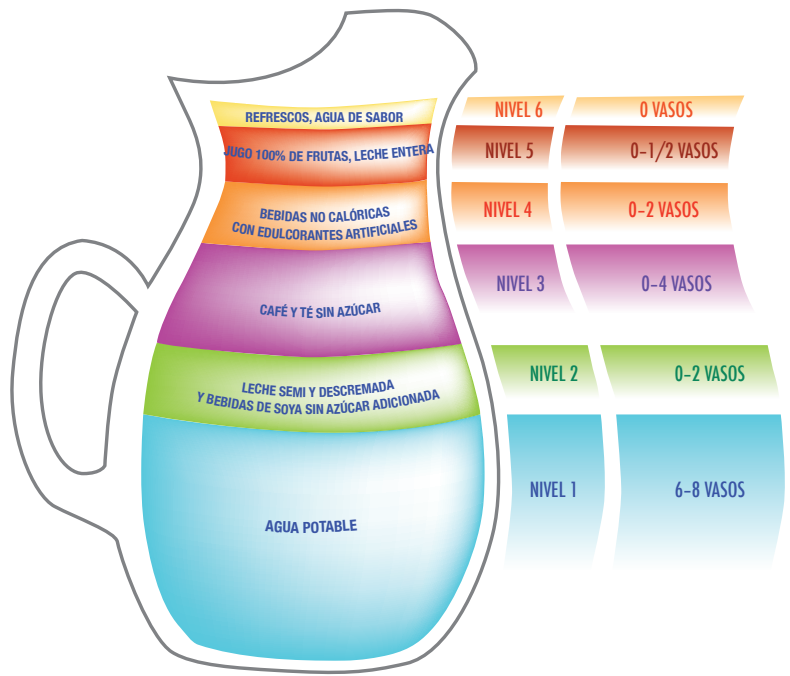 REFRESCOS, AGUA DE SABOR
NIVEL 6
0 VASOS
JUGO 100% DE FRUTAS, LECHE ENTERA
NIVEL 5
0-1/2 VASOS
BEBIDAS NO CALÓRICAS
CON EDULCORANTES ARTIFICIALES
NIVEL 4
0-2 VASOS
CAFÉ Y TÉ SIN AZÚCAR
NIVEL 3
0-4 VASOS
LECHE SEMI Y DESCREMADA
Y BEBIDAS DE SOYA SIN AZÚCAR ADICIONADA
NIVEL 2
0-2 VASOS
AGUA POTABLE
NIVEL 1
6-8 VASOS